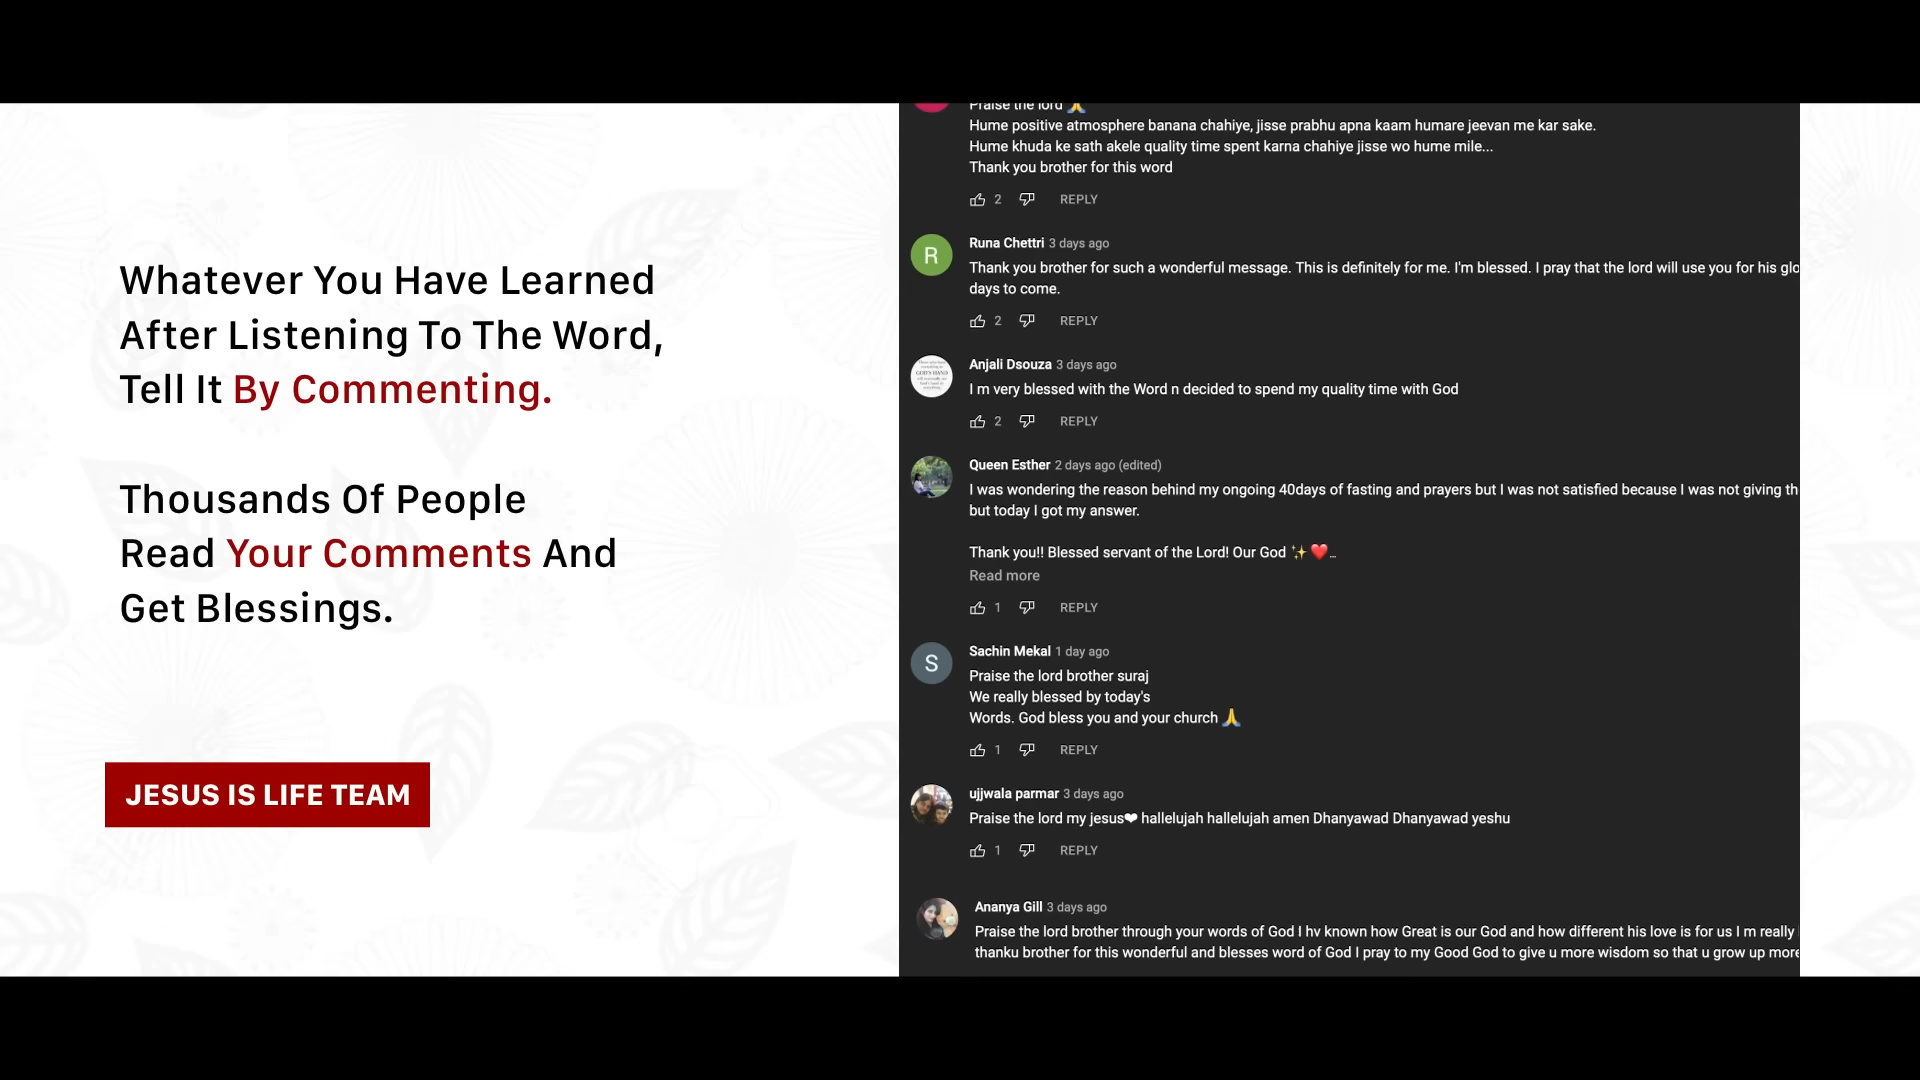 Whatever You Have Learned
After Listening To The Word,
Tell It By Commenting.
Thousands Of People
Read Your Comments And
Get Blessings.
JESUS IS LIFE TEAM
Praise the lord 🙏
Hume positive atmosphere banana chahiye, jisse prabhu apna kaam humare jeevan me kar sake.
Hume khuda ke sath akele quality time spent karna chahiye jisse wo hume mile...
Thank you brother for this word
2 REPLY
R
Runa Chettri 3 days ago
Thank you brother for such a wonderful message. This is definitely for me. I'm blessed. I pray that the lord will use you for his glo
days to come.
2 REPLY
Anjali Dsouza 3 days ago
I m very blessed with the Word n decided to spend my quality time with God
2 REPLY
Queen Esther 2 days ago (edited)
I was wondering the reason behind my ongoing 40days of fasting and prayers but I was not satisfied because I was not giving th
but today I got my answer.
Thank you!! Blessed servant of the Lord! Our God ✨❤️...
Read more
1 REPLY
S
Sachin Mekal 1 day ago
Praise the lord brother suraj
We really blessed by today's
Words. God bless you and your church 🙏
1 REPLY
ujjwala parmar 3 days ago
Praise the lord my jesus❤ hallelujah hallelujah amen Dhanyawad Dhanyawad yeshu
1 REPLY
Ananya Gill 3 days ago
Praise the lord brother through your words of God I hv known how Great is our God and how different his love is for us I m really
thanku brother for this wonderful and blesses word of God I pray to my Good God to give u more wisdom so that u grow up more